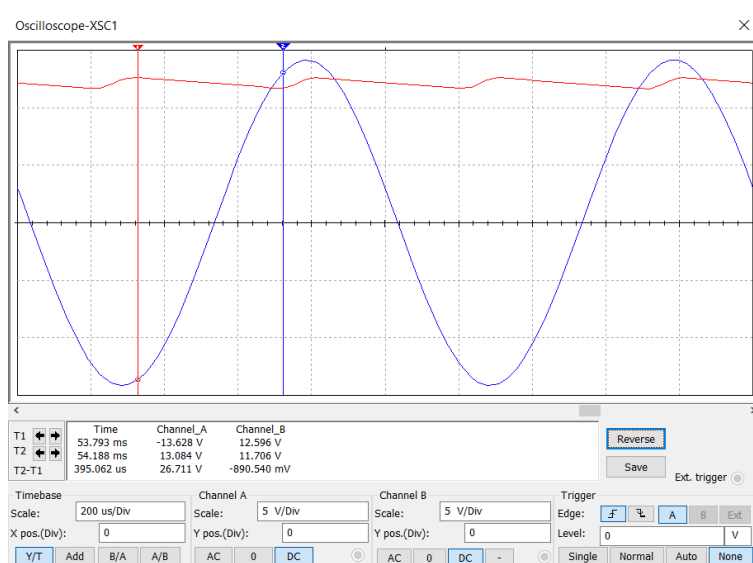 Oscilloscope-XSC1
1 2
Time Channel_A Channel_B
T1 53.793 ms -13.628 V 12.596 V
T2 54.188 ms 13.084 V 11.706 V
T2-T1 395.062 us 26.711 V -890.540 mV
Reverse
Save
Ext. trigger
Timebase Channel A Channel B Trigger
Scale: 200 us/Div Scale: 5 V/Div Scale: 5 V/Div Edge: A B Ext
X pos.(Div): 0 Y pos.(Div): 0 Y pos.(Div): 0 Level: 0 V
Y/T Add B/A A/B AC 0 DC AC 0 DC - Single Normal Auto None